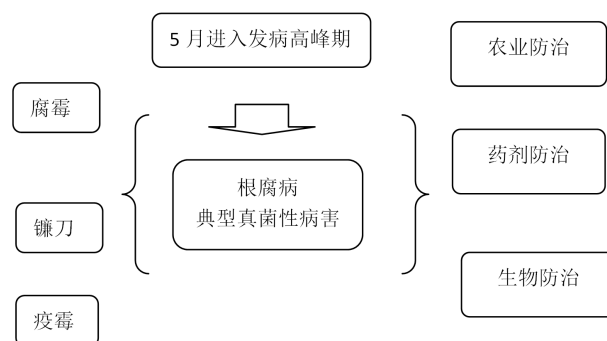 5 月进入发病高峰期
农业防治
腐霉
药剂防治
根腐病
典型真菌性病害
镰刀
生物防治
疫霉